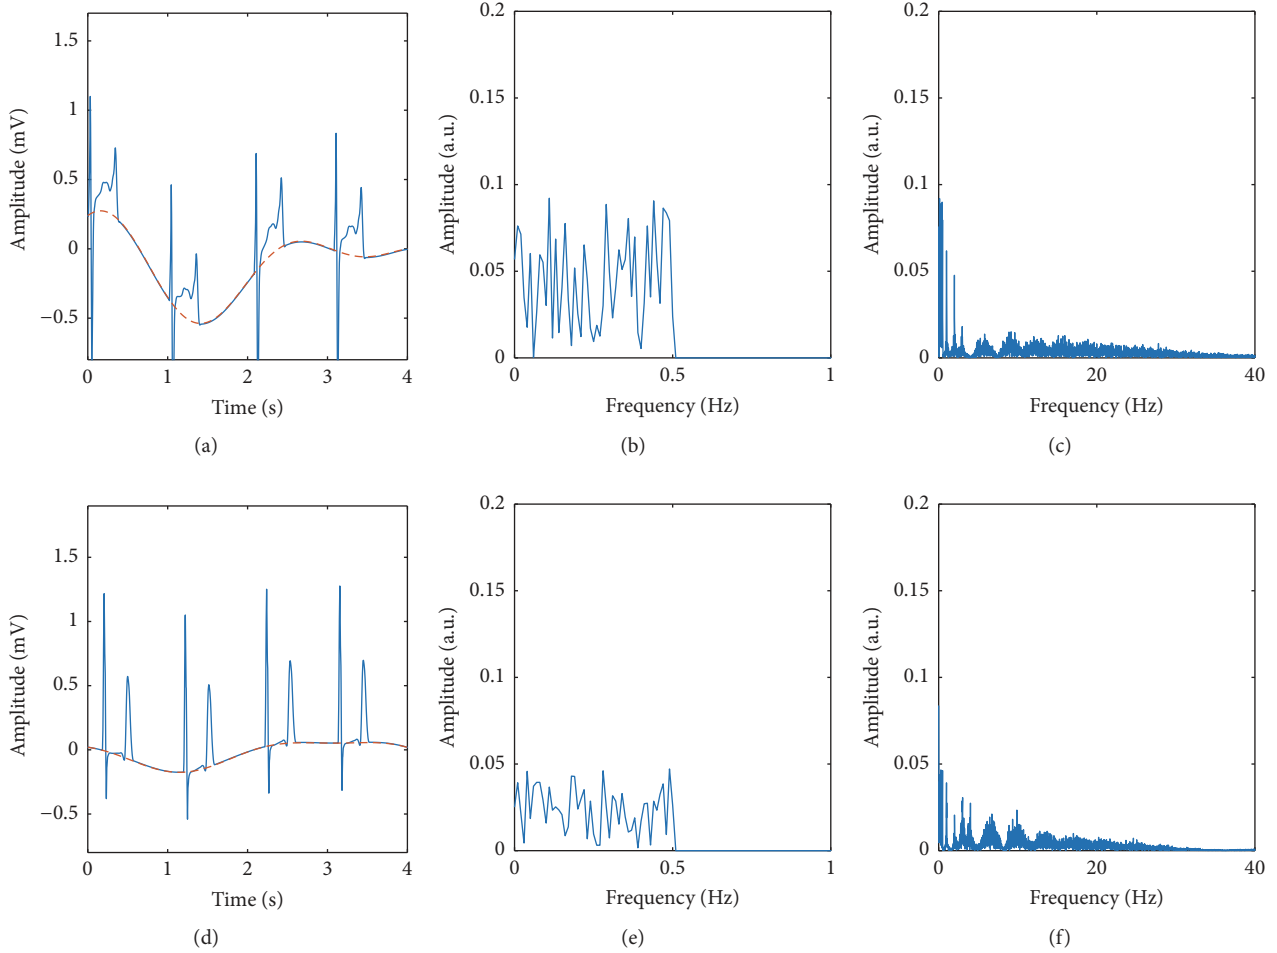 1.5
1
0.5
0
−0.5
Amplitude (mV)
0 1 2 3 4
Time (s)
(a)
0.2
0.15
0.1
0.05
0
Amplitude (a.u.)
0 0.5 1
Frequency (Hz)
(b)
0.2
0.15
0.1
0.05
0
Amplitude (a.u.)
0 20 40
Frequency (Hz)
(c)
1.5
1
0.5
0
−0.5
Amplitude (mV)
0 1 2 3 4
Time (s)
(d)
0.2
0.15
0.1
0.05
0
Amplitude (a.u.)
0 0.5 1
Frequency (Hz)
(e)
0.2
0.15
0.1
0.05
0
Amplitude (a.u.)
0 20 40
Frequency (Hz)
(f)